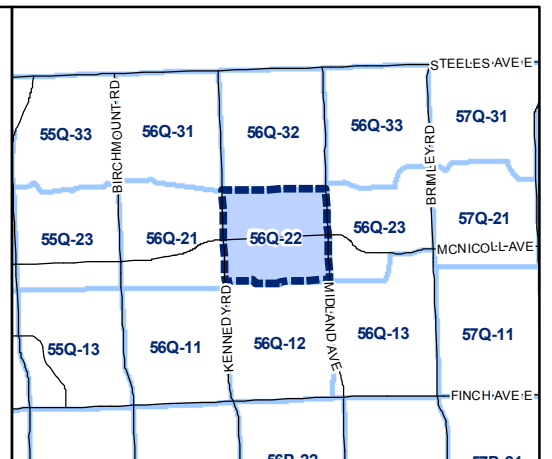 STEELES AVE E
55Q-33
BIRCHMOUNT RD
56Q-31
56Q-32
56Q-33
BRIMLEY RD
57Q-31
55Q-23
56Q-21
56Q-22
56Q-23
57Q-21
MCNICOLL AVE
55Q-13
56Q-11
KENNEDY RD
56Q-12
MIDLAND AVE
56Q-13
57Q-11
FINCH AVE E